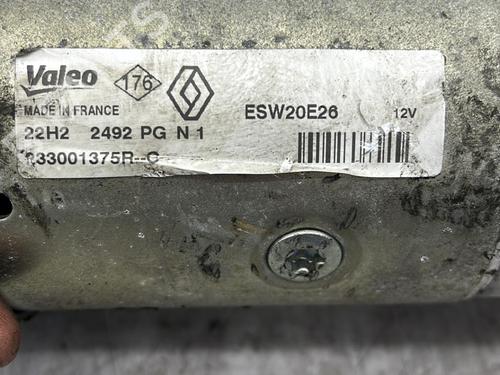 Valeo 176
MADE IN FRANCE ESW20E26 12V
22H2 2492 PG N 1
233001375R--C